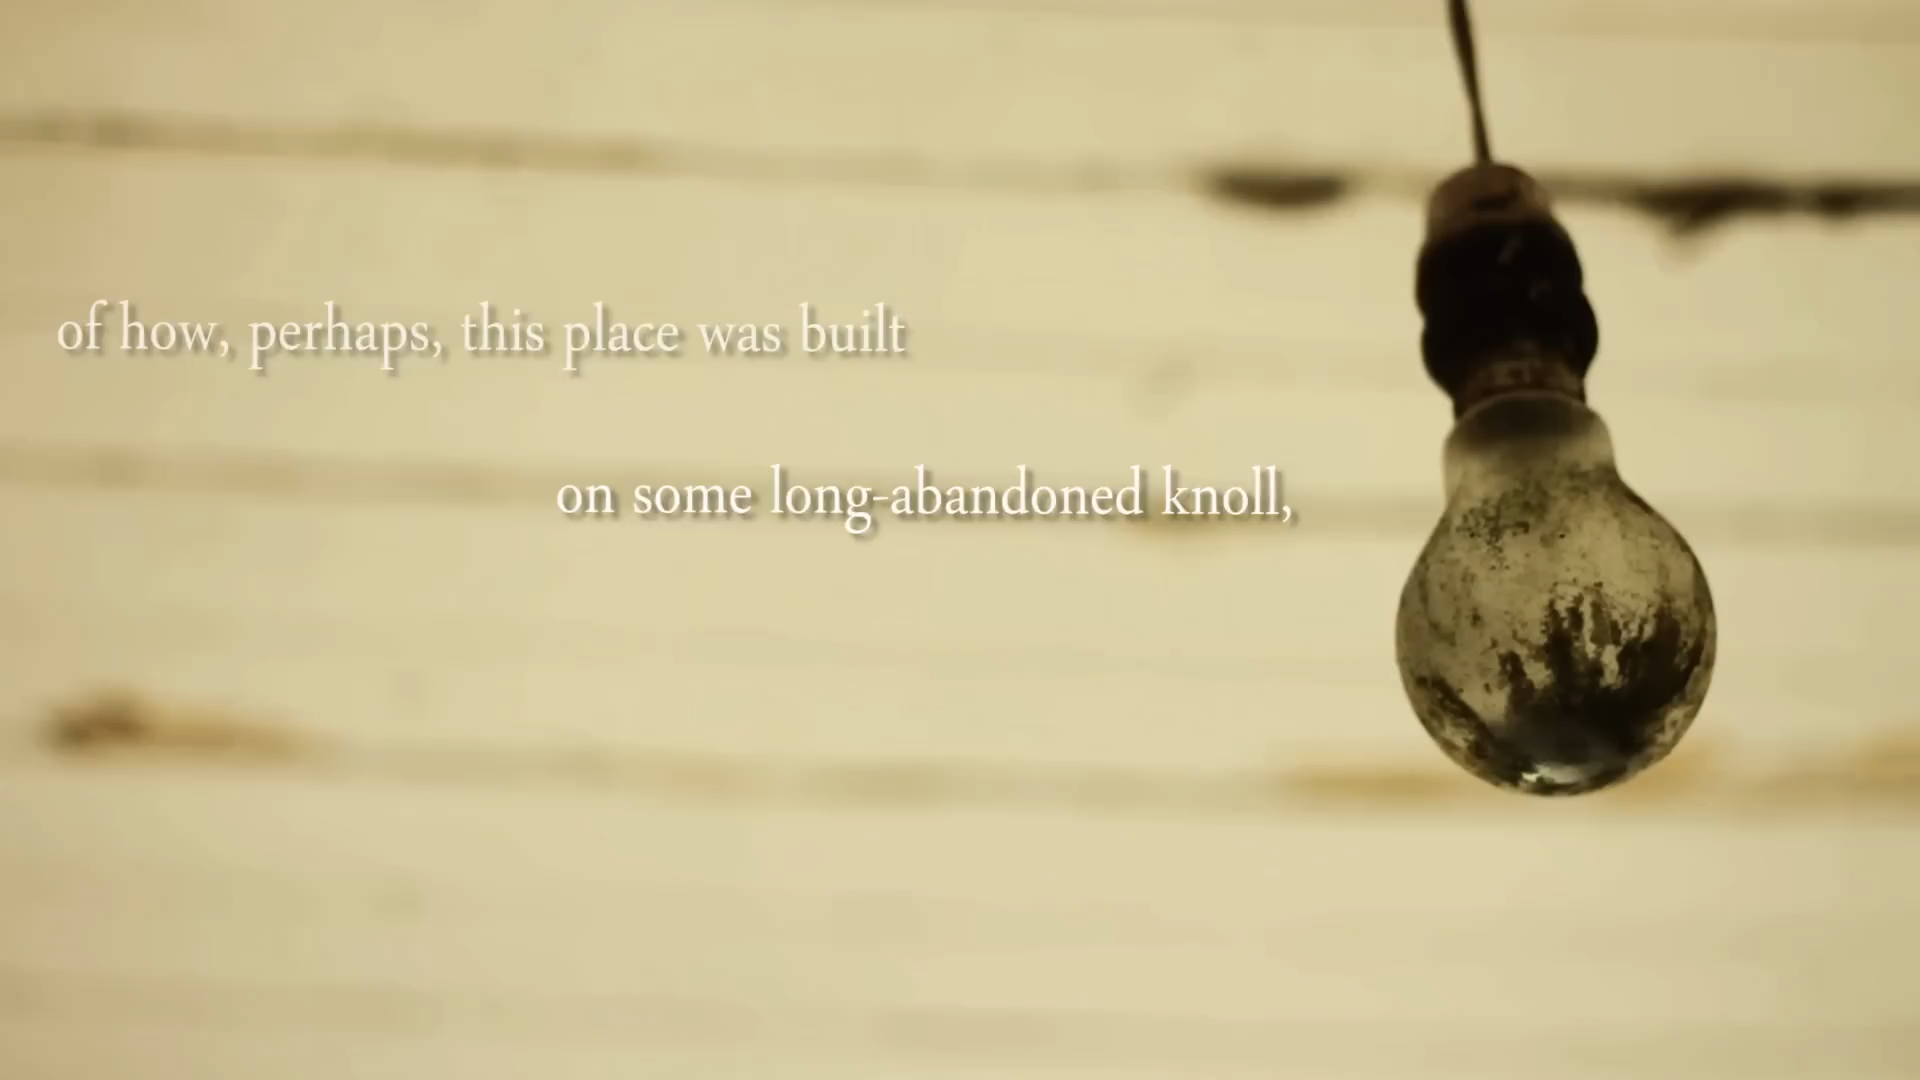 of how, perhaps, this place was built
on some long-abandoned knoll,